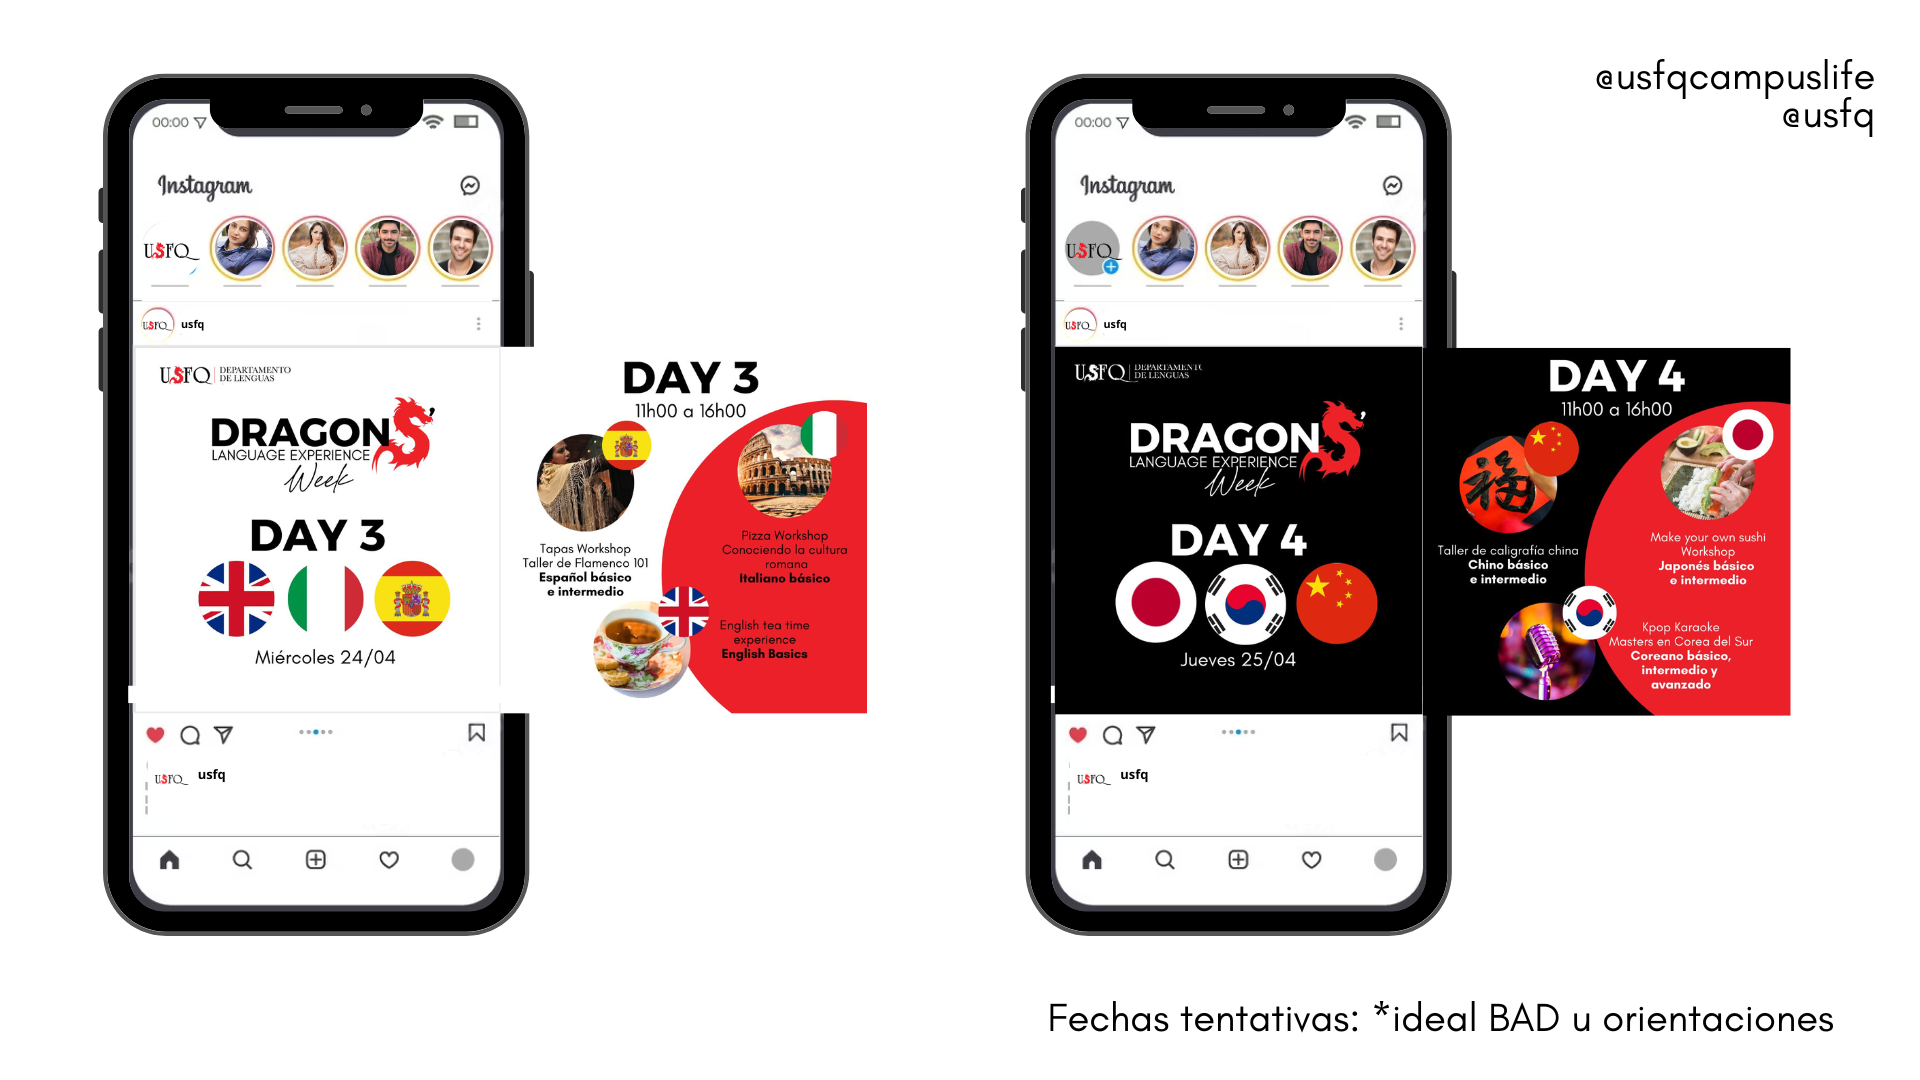 @usfqcampuslife
@usfq
00:00
Instagram
USFQ
USFQ
usfq
USFQ DEPARTAMENTO
DE LENGUAS
DRAGON
LANGUAGE EXPERIENCE
Week
DAY 3
Miércoles 24/04
DAY 3
11h00 a 16h00
Tapas Workshop
Taller de Flamenco 101
Español básico
e intermedio
Pizza Workshop
Conociendo la cultura
romana
Italiano básico
English tea time
experience
English Basics
USFQ
usfq
00:00
Instagram
USFQ
USFQ
usfq
USFQ DEPARTAMENTO
DE LENGUAS
DRAGON
LANGUAGE EXPERIENCE
Week
DAY 4
Jueves 25/04
DAY 4
11h00 a 16h00
福
Taller de caligrafía china
Chino básico
e intermedio
Make your own sushi
Workshop
Japonés básico
e intermedio
Kpop Karaoke
Masters en Corea del Sur
Coreano básico,
intermedio y
avanzado
USFQ
usfq
Fechas tentativas: *ideal BAD u orientaciones